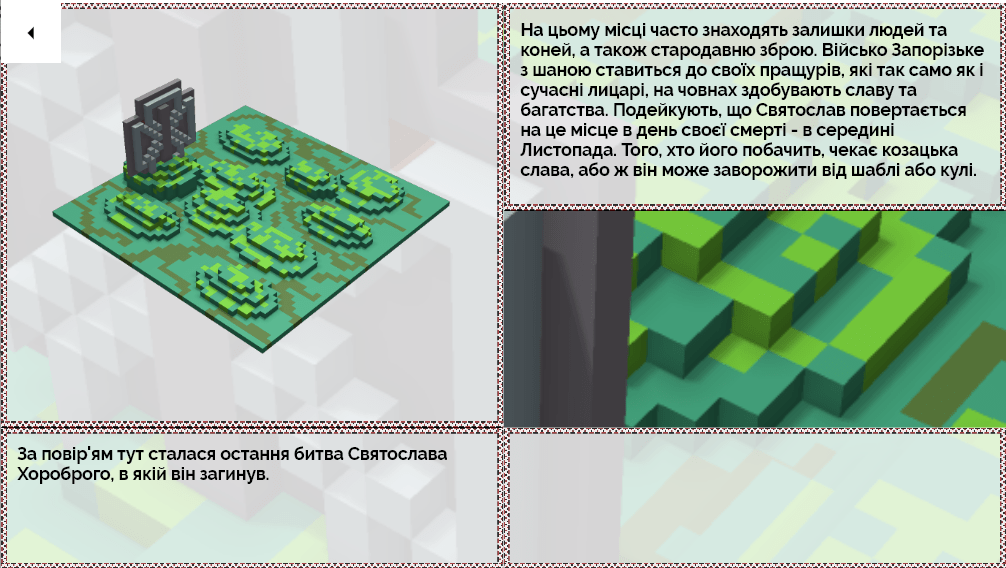 На цьому місці часто знаходять залишки людей та
коней, а також стародавню зброю. Військо Запорізьке
з шаною ставиться до своїх пращурів, які так само як і
сучасні лицарі, на човнах здобувають славу та
багатства. Подейкують, що Святослав повертається
на це місце в день своєї смерті - в середині
Листопада. Того, хто його побачить, чекає козацька
слава, або ж він може заворожити від шаблі або кулі.
За повір'ям тут сталася остання битва Святослава
Хороброго, в якій він загинув.